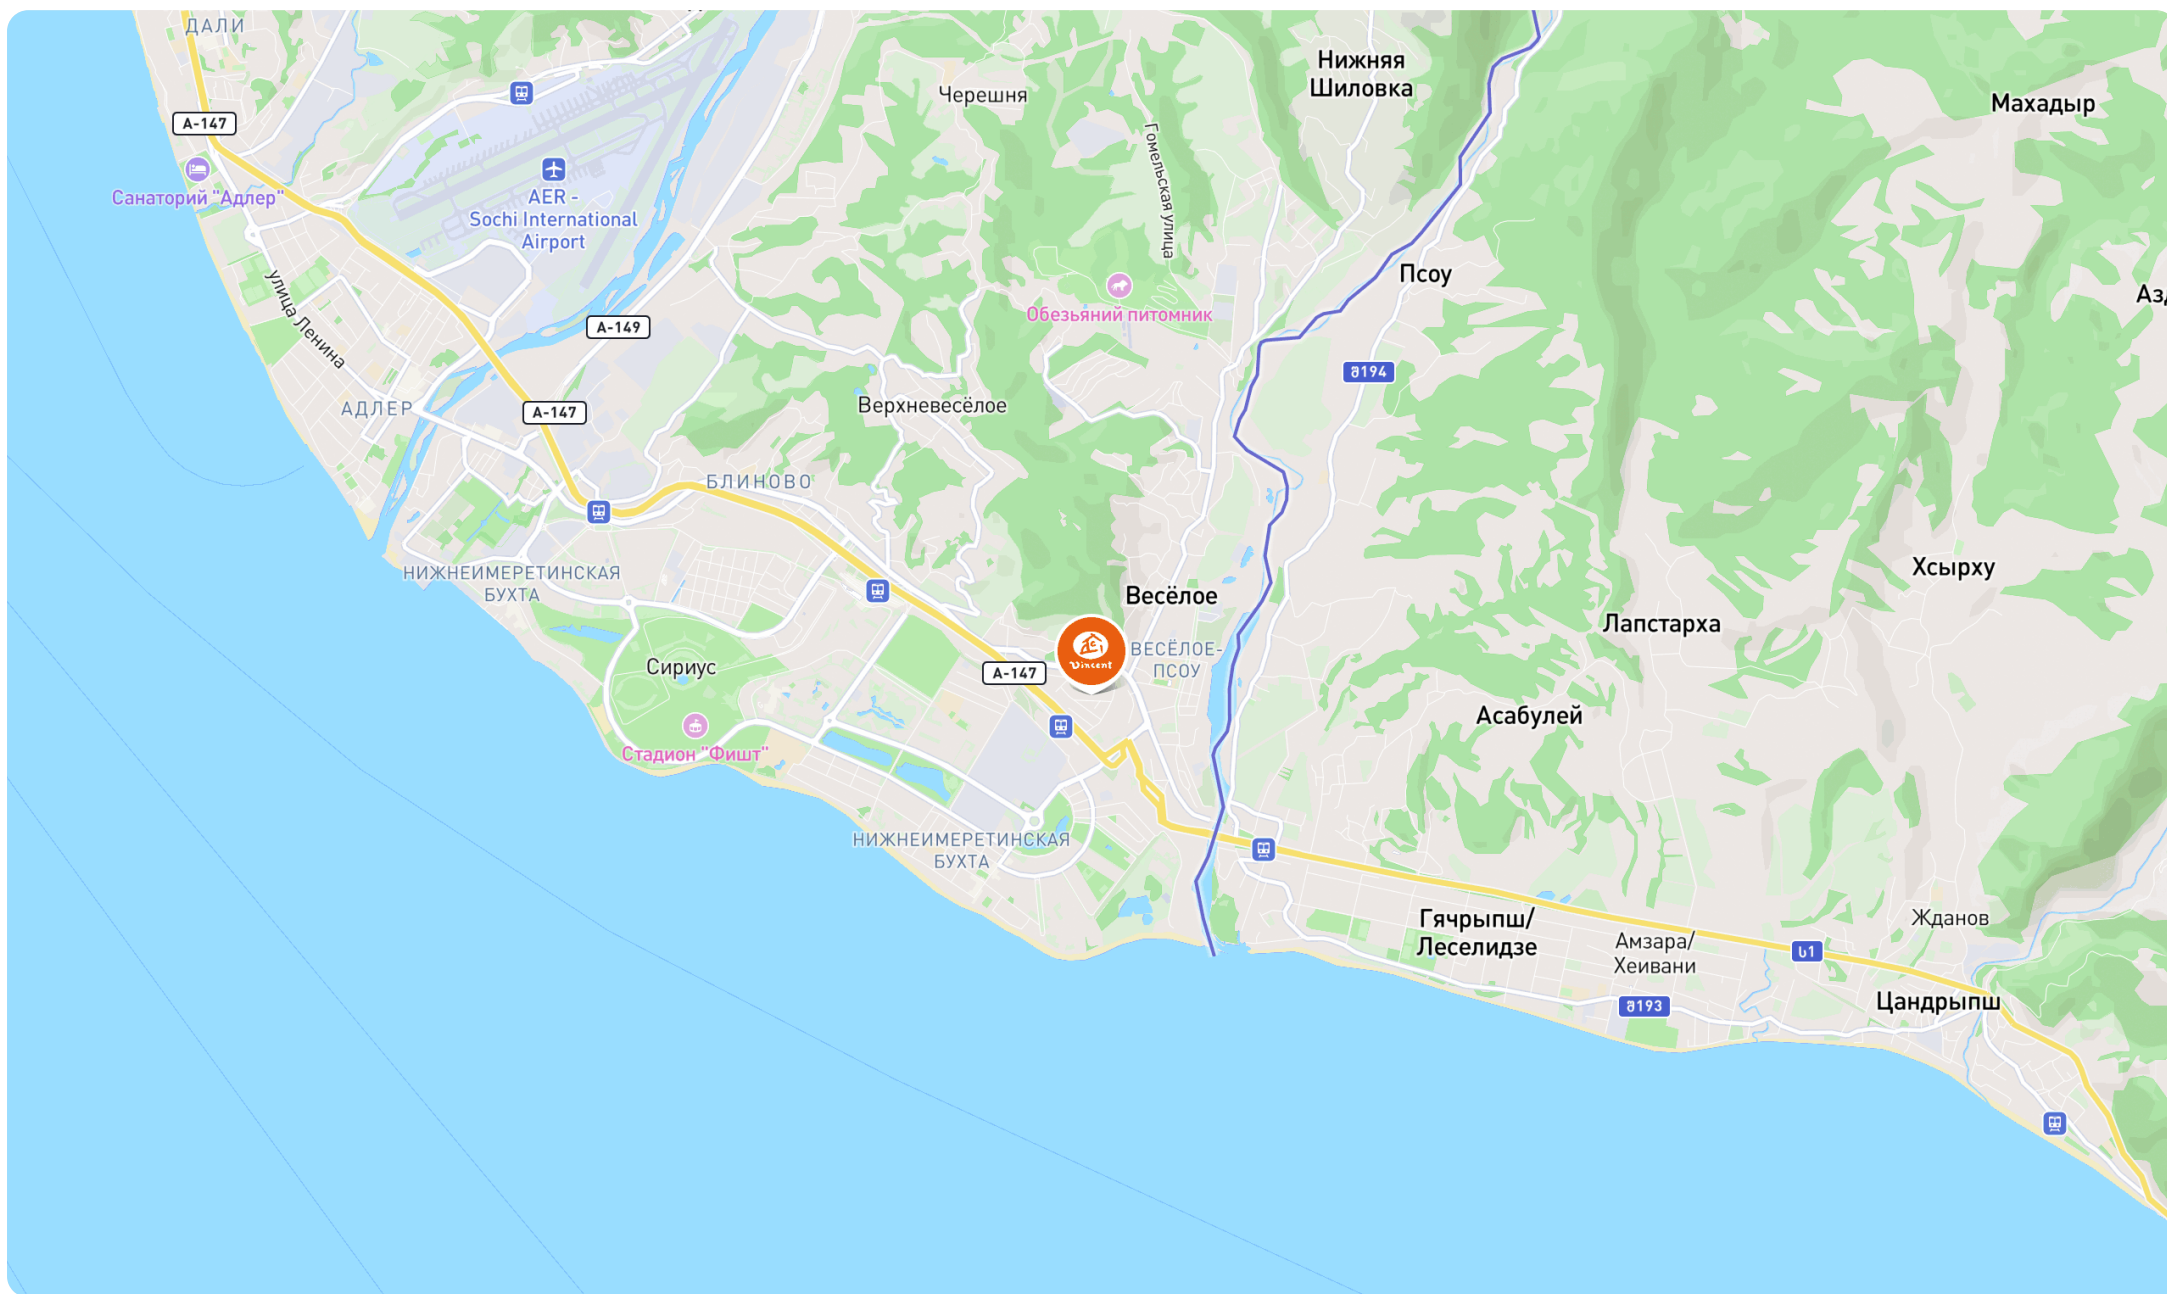 ДАЛИ
А-147
Санаторий "Адлер"
AER -
Sochi International
Airport
улица Ленина
АДЛЕР
А-149
А-147
Черешня
Гомельская улица
Обезьяний питомник
Нижняя
Шиловка
Махадыр
Псоу
შ194
Верхневесёлое
БЛИНОВО
НИЖНЕИМЕРЕТИНСКАЯ
БУХТА
Весёлое
Vincent
ВЕСЁЛОЕ-
ПСОУ
А-147
Сириус
Стадион "Фишт"
Хсырху
Лапстарха
Асабулей
НИЖНЕИМЕРЕТИНСКАЯ
БУХТА
Гячрыпш/
Леселидзе
Амзара/
Хеивани
Жданов
ს1
Цандрыпш
შ193